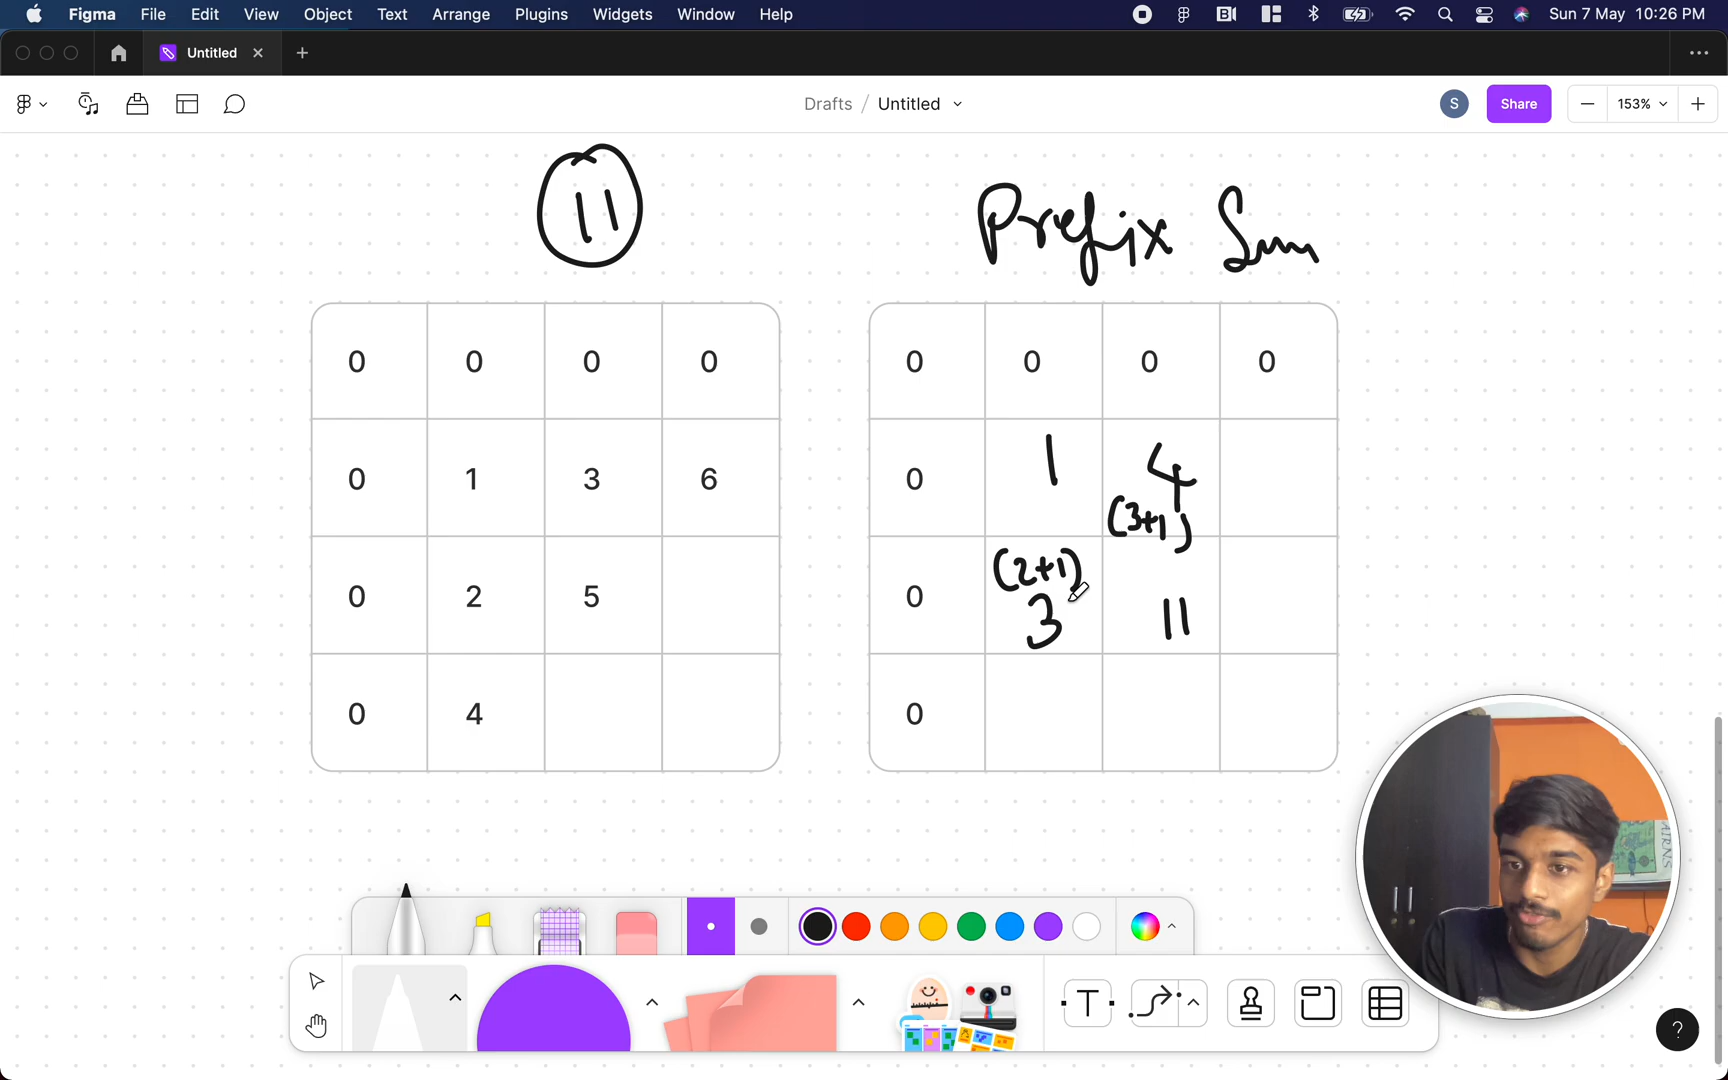 Figma File Edit View Object Text Arrange Plugins Widgets Window Help Sun 7 May 10:26 PM
Untitled
Drafts / Untitled S Share 153%
11 Prefix Sum
0 0 0 0 0 0 0 0
0 1 3 6 0 1 4
(3+1)
(2+1)
0 2 5 0 3 11
0 4 0
T
?